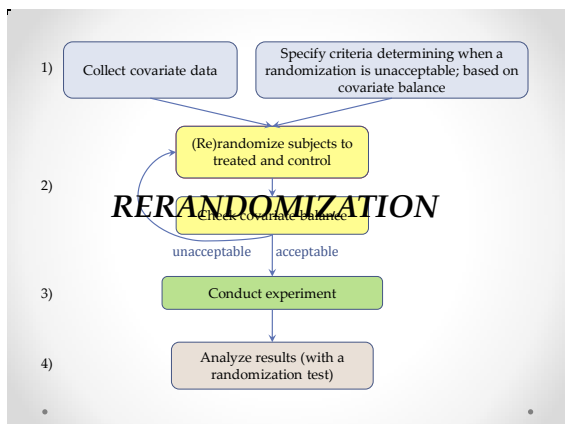 1)
Collect covariate data
Specify criteria determining when a
randomization is unacceptable; based on
covariate balance
(Re)randomize subjects to
treated and control
2)
RERANDOMIZATION
Check covariate balance
unacceptable
acceptable
3)
Conduct experiment
4)
Analyze results (with a
randomization test)